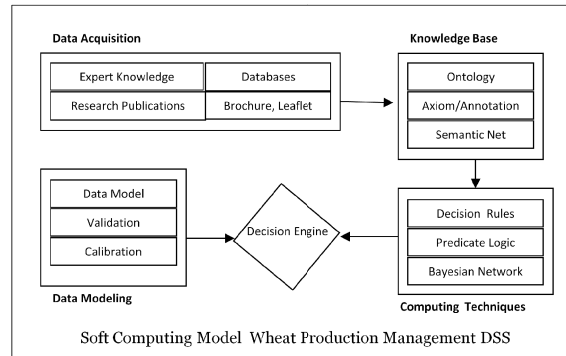 Data Acquisition
Knowledge Base
Expert Knowledge
Databases
Research Publications
Brochure, Leaflet
Ontology
Axiom/Annotation
Semantic Net
Data Model
Validation
Calibration
Data Modeling
Decision Engine
Decision Rules
Predicate Logic
Bayesian Network
Computing Techniques
Soft Computing Model Wheat Production Management DSS